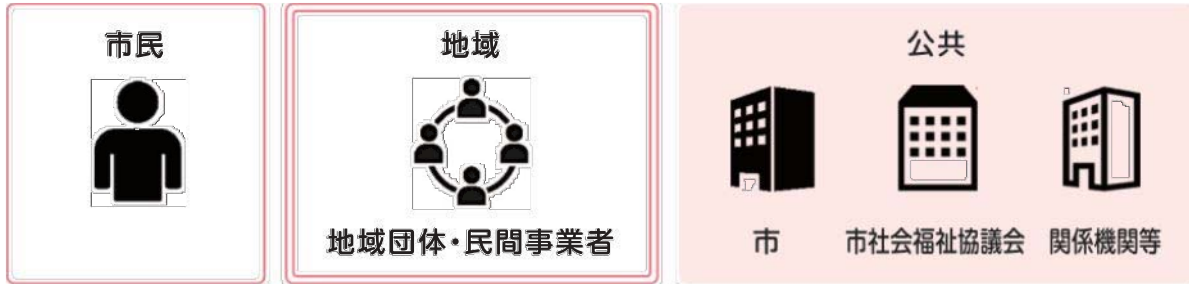 市民
地域
地域団体・民間事業者
公共
市
市社会福祉協議会
関係機関等